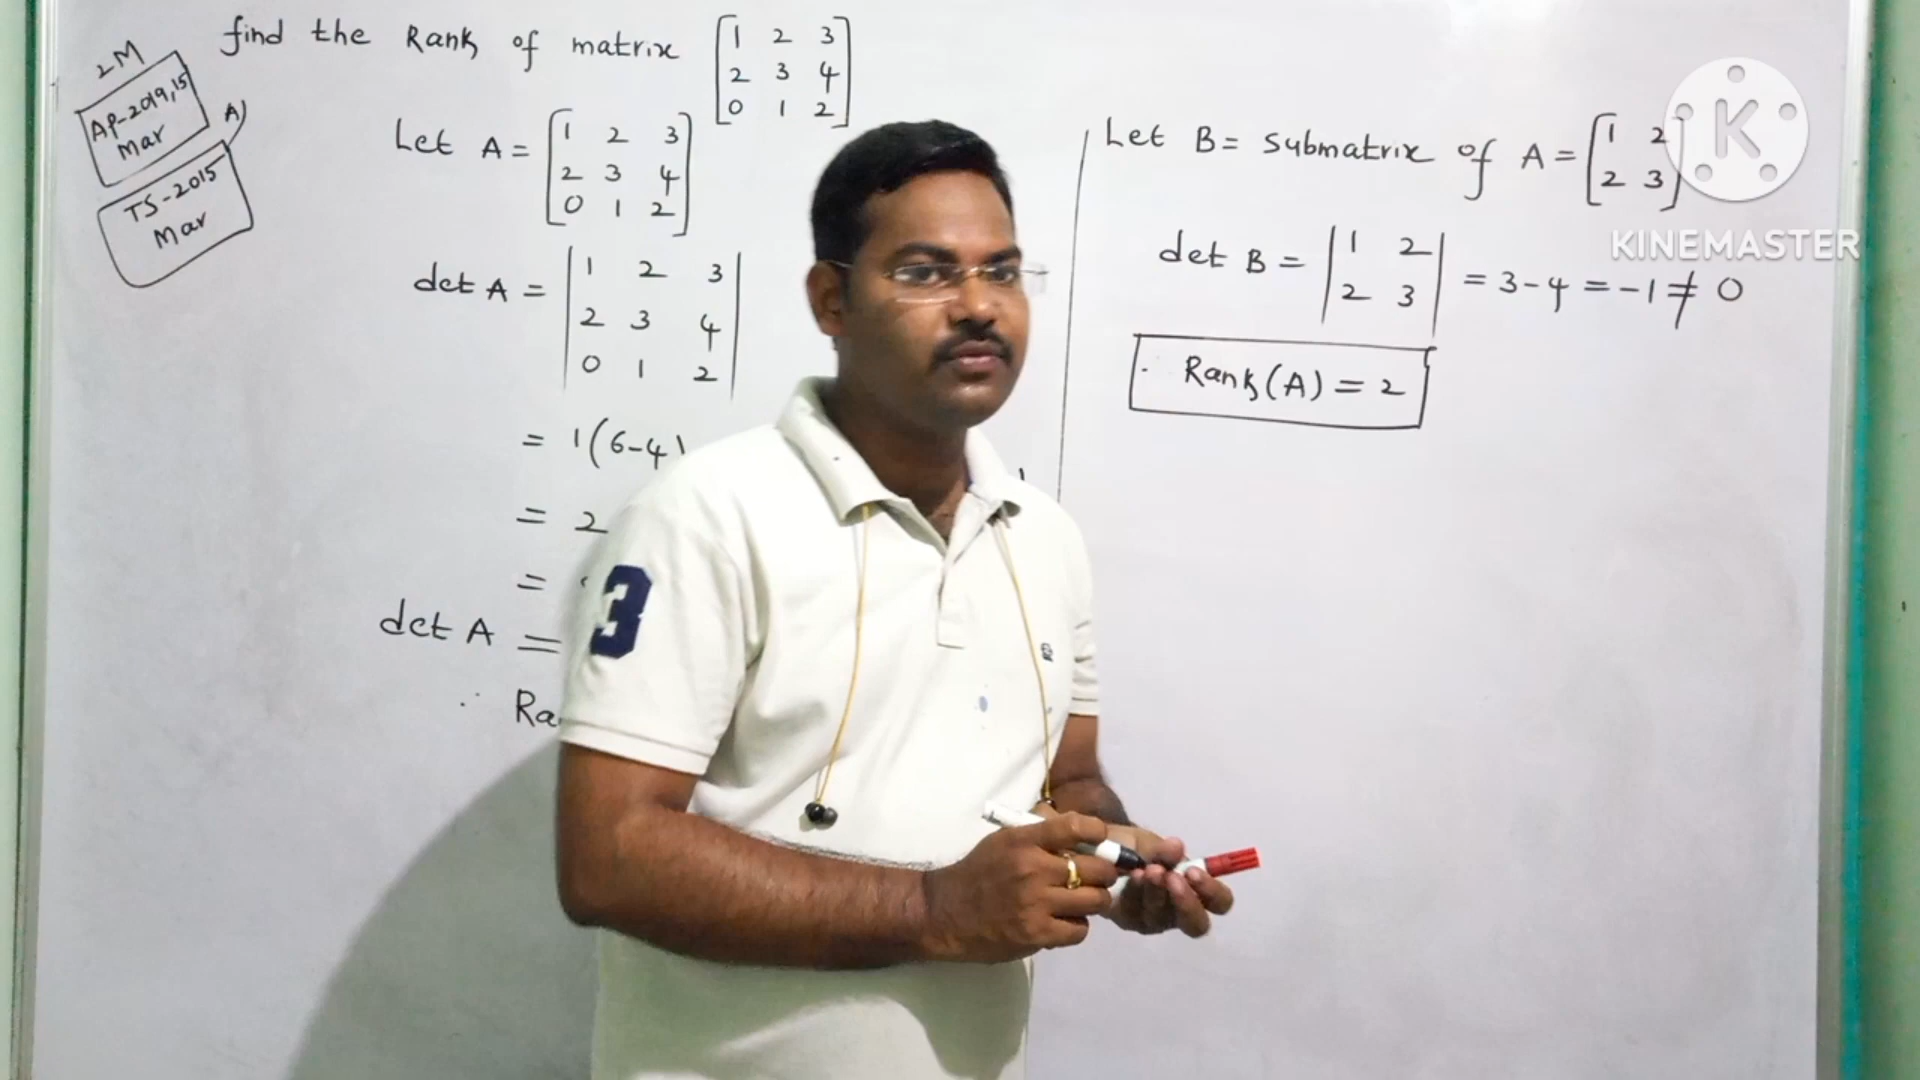 find the Rank of matrix [1 2 3
2 3 4
0 1 2]
2M
AP-2019,15
Mar
TS-2015
Mar
A)
Let A = [1 2 3
2 3 4
0 1 2]
det A = |1 2 3
2 3 4
0 1 2|
= 1(6-4)
= 2
=
det A =
∴ Ra
Let B = Submatrix of A = [1 2
2 3]
det B = |1 2
2 3| = 3-4 = -1 ≠ 0
∴ Rank(A) = 2
K
KINEMASTER
3